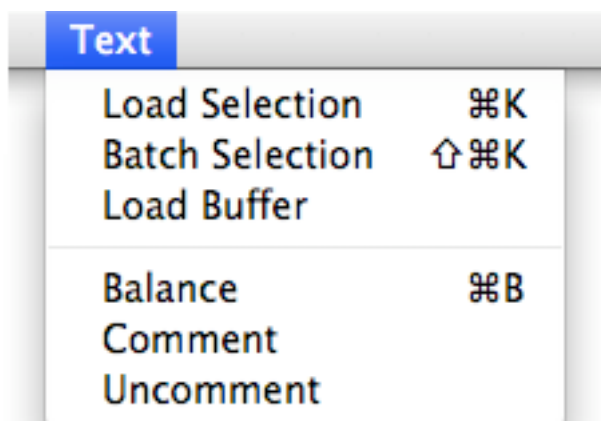 Text
Load Selection ⌘K
Batch Selection ⇧⌘K
Load Buffer
Balance ⌘B
Comment
Uncomment